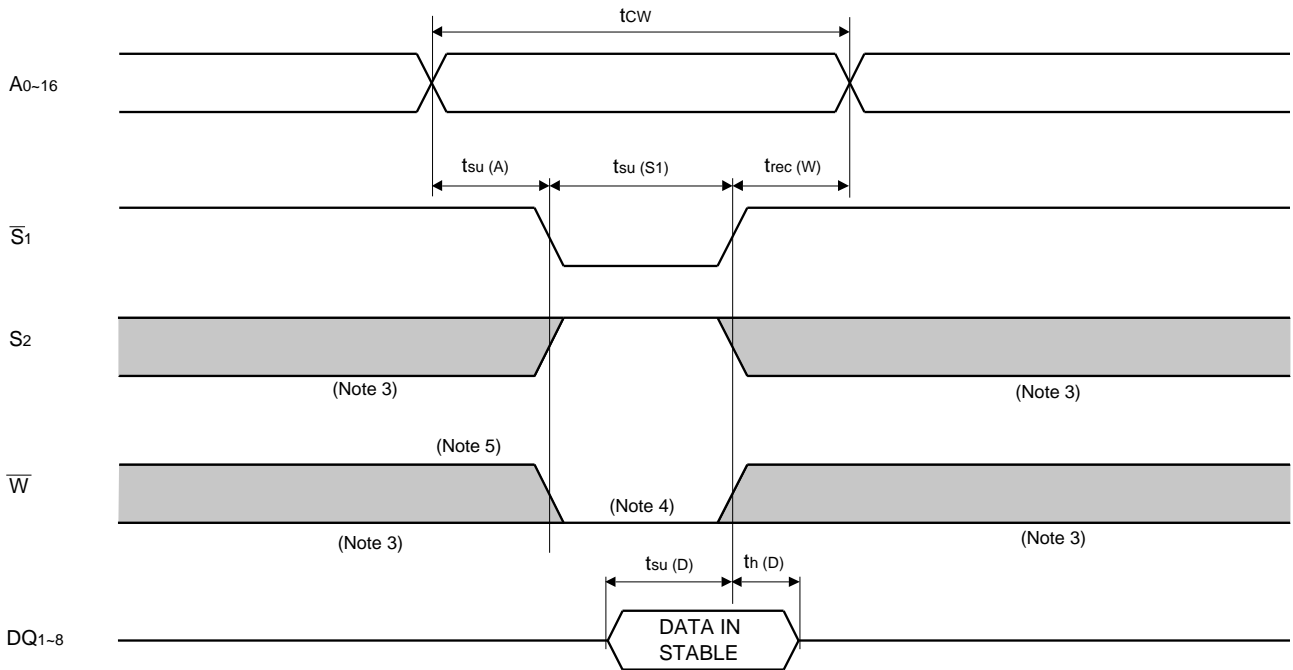 tCW
A0~16
tsu (A)
tsu (S1)
trec (W)
S̅1
S2
(Note 3)
(Note 3)
(Note 5)
W̅
(Note 4)
(Note 3)
(Note 3)
tsu (D)
th (D)
DQ1~8
DATA IN
STABLE